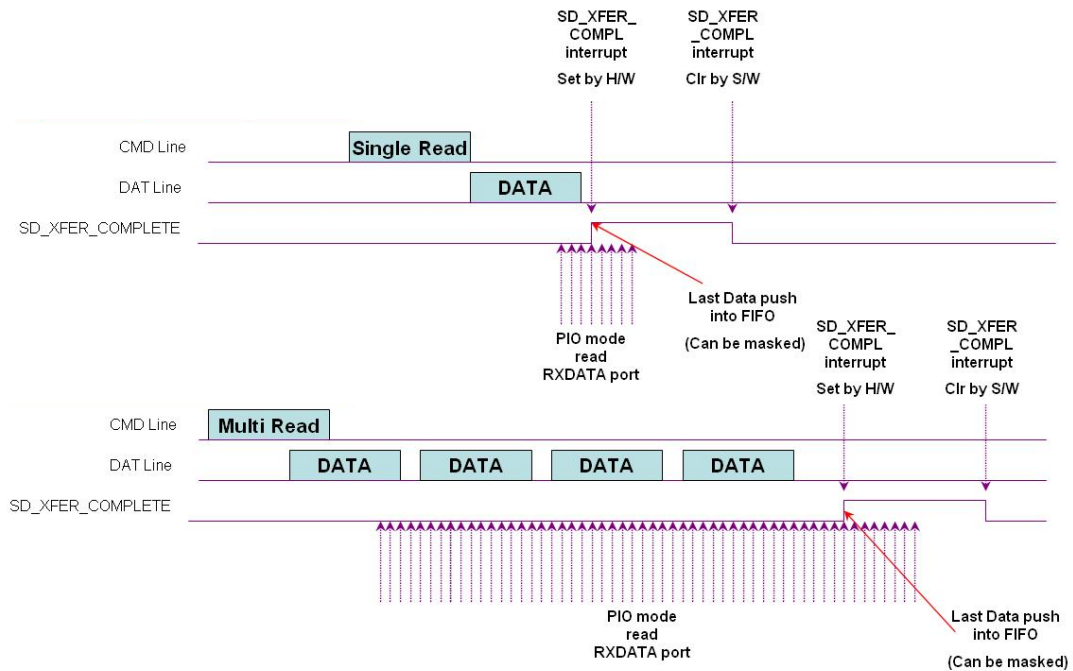 SD_XFER_
COMPL
interrupt
Set by H/W
SD_XFER
_COMPL
interrupt
Clr by S/W
CMD Line
Single Read
DAT Line
DATA
SD_XFER_COMPLETE
Last Data push
into FIFO
(Can be masked)
PIO mode
read
RXDATA port
SD_XFER_
COMPL
interrupt
Set by H/W
SD_XFER
_COMPL
interrupt
Clr by S/W
CMD Line
Multi Read
DAT Line
DATA
DATA
DATA
DATA
SD_XFER_COMPLETE
PIO mode
read
RXDATA port
Last Data push
into FIFO
(Can be masked)